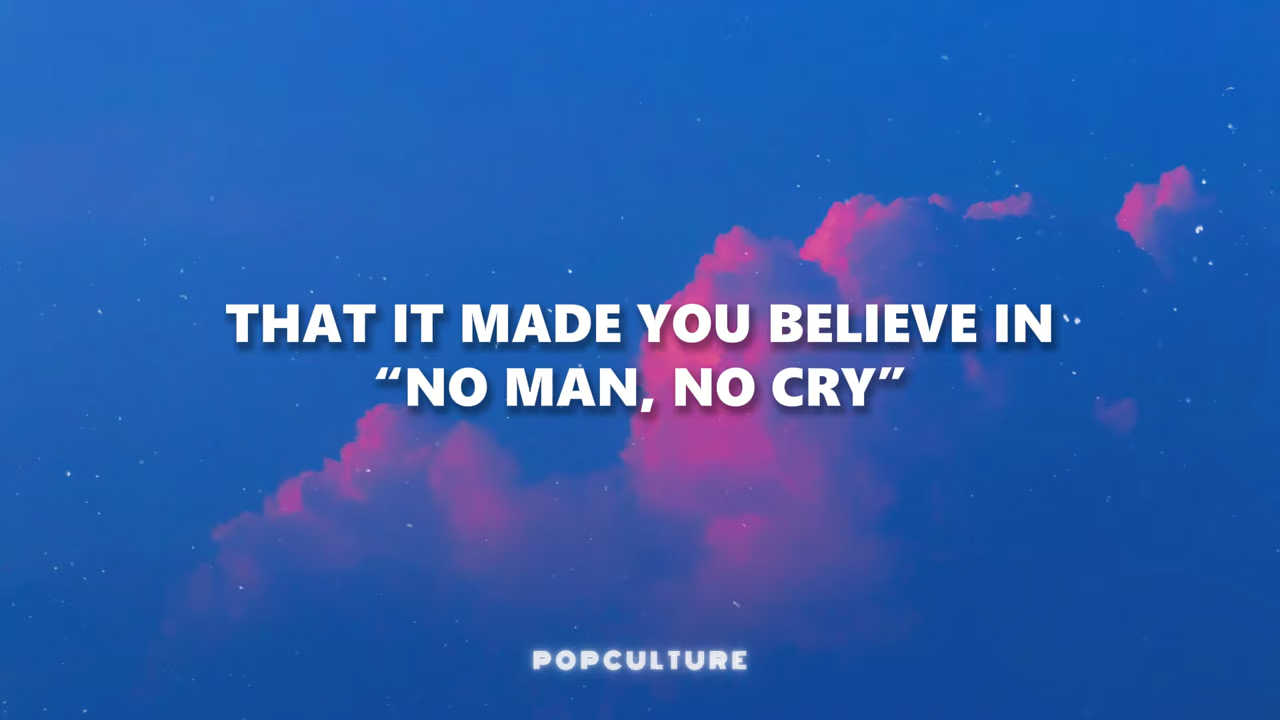 THAT IT MADE YOU BELIEVE IN
“NO MAN, NO CRY”
POPCULTURE